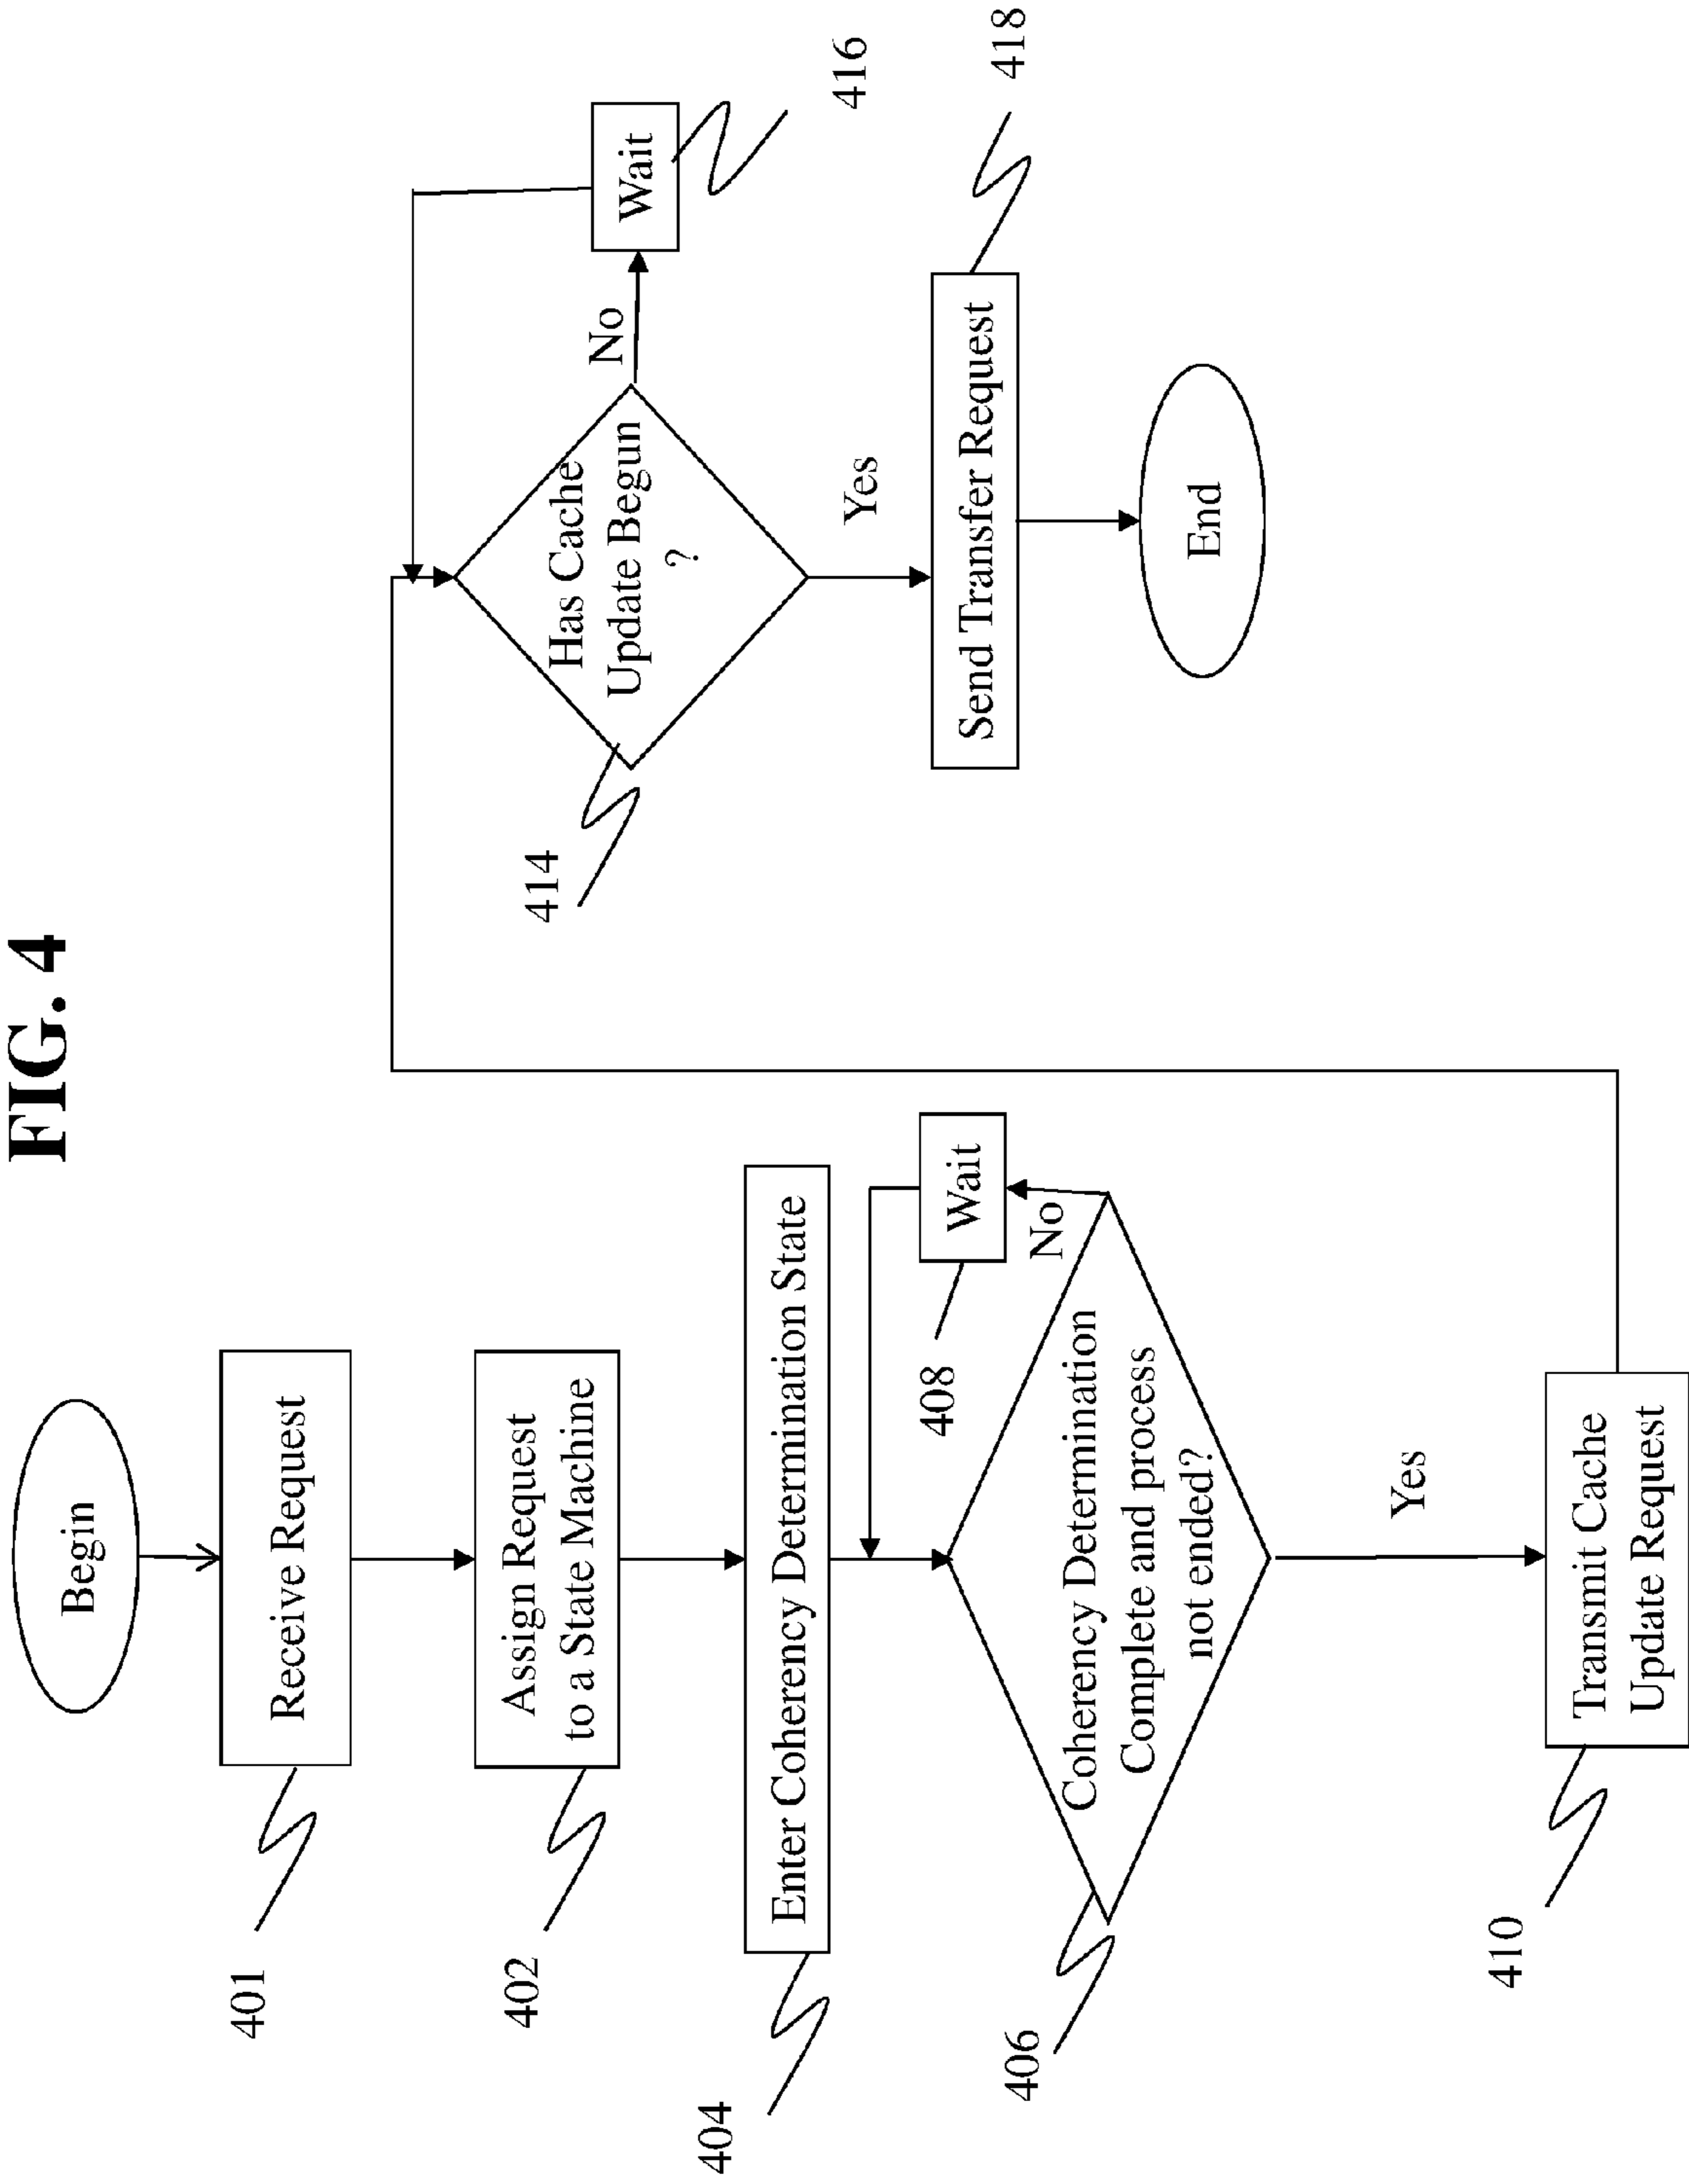 FIG. 4
Begin
Receive Request
401
Assign Request
to a State Machine
402
Enter Coherency Determination State
404
Coherency Determination
Complete and process
not ended?
406
No
Wait
408
Yes
Transmit Cache
Update Request
410
Has Cache
Update Begun
?
414
No
Wait
416
Yes
Send Transfer Request
418
End